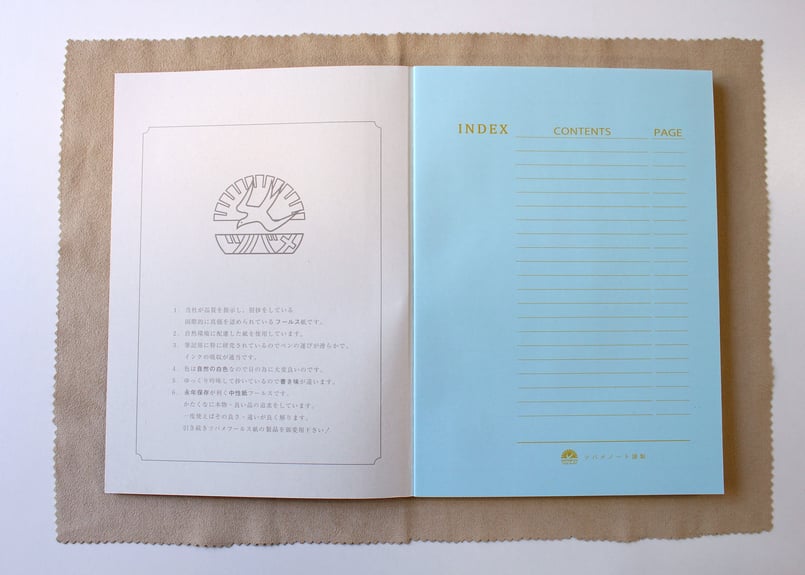 ツバメ
1. 当社が品質を指示し、別抄をしている
国際的に真価を認められているフールス紙です。
2. 自然環境に配慮した紙を使用しています。
3. 筆記用に特に研究されているのでペンの運びが滑らかで、
インクの吸収が適当です。
4. 色は自然の白色なので目の為に大変良いのです。
5. ゆっくり吟味して抄いているので書き味が違います。
6. 永年保存が利く中性紙フールスです。
かたくなに本物・良い品の追求をしています。
一度使えばその良さ・違いが良く解ります。
引き続きツバメフールス紙の製品を御愛用下さい！
INDEX CONTENTS PAGE
ツバメノート謹製